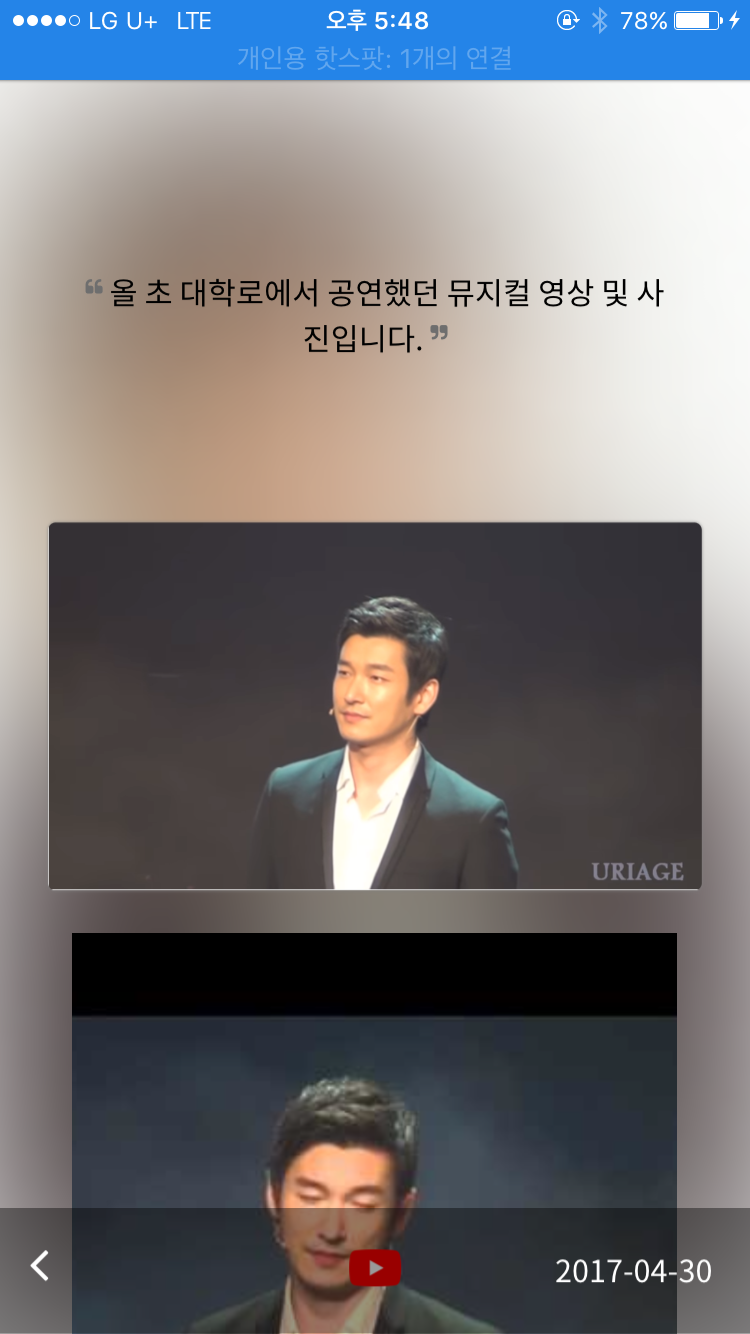 LG U+ LTE 오후 5:48 78%
개인용 핫스팟: 1개의 연결
❝ 올 초 대학로에서 공연했던 뮤지컬 영상 및 사
진입니다. ❞
URIAGE
2017-04-30